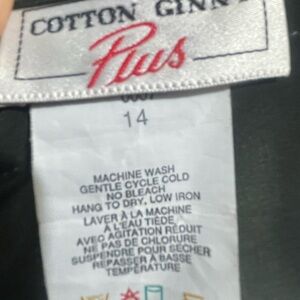 COTTON GINNY
Plus
14
MACHINE WASH
GENTLE CYCLE COLD
NO BLEACH
HANG TO DRY, LOW IRON
LAVER À LA MACHINE
À L'EAU TIÈDE,
AVEC AGITATION RÉDUIT
NE PAS DE CHLORURE
SUSPENDRE POUR SÉCHER
REPASSER À BASSE
TEMPÉRATURE